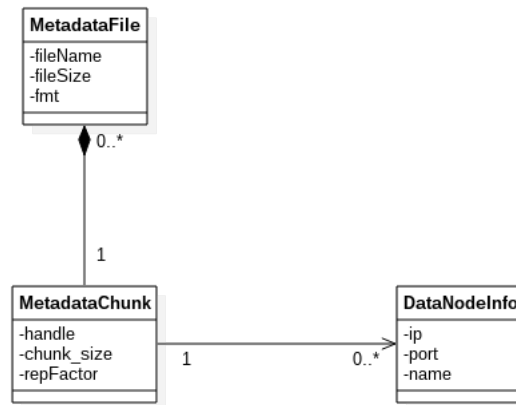 MetadataFile
-fileName
-fileSize
-fmt
0..*
1
MetadataChunk
-handle
-chunk_size
-repFactor
1
0..*
DataNodeInfo
-ip
-port
-name